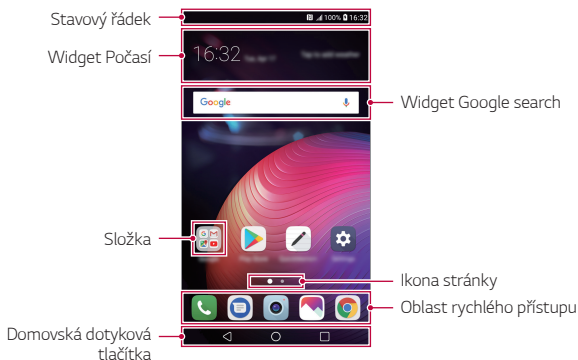 Stavový řádek
100% 16:32
Widget Počasí
16:32
Google
Widget Google search
Složka
Ikona stránky
Oblast rychlého přístupu
Domovská dotyková
tlačítka